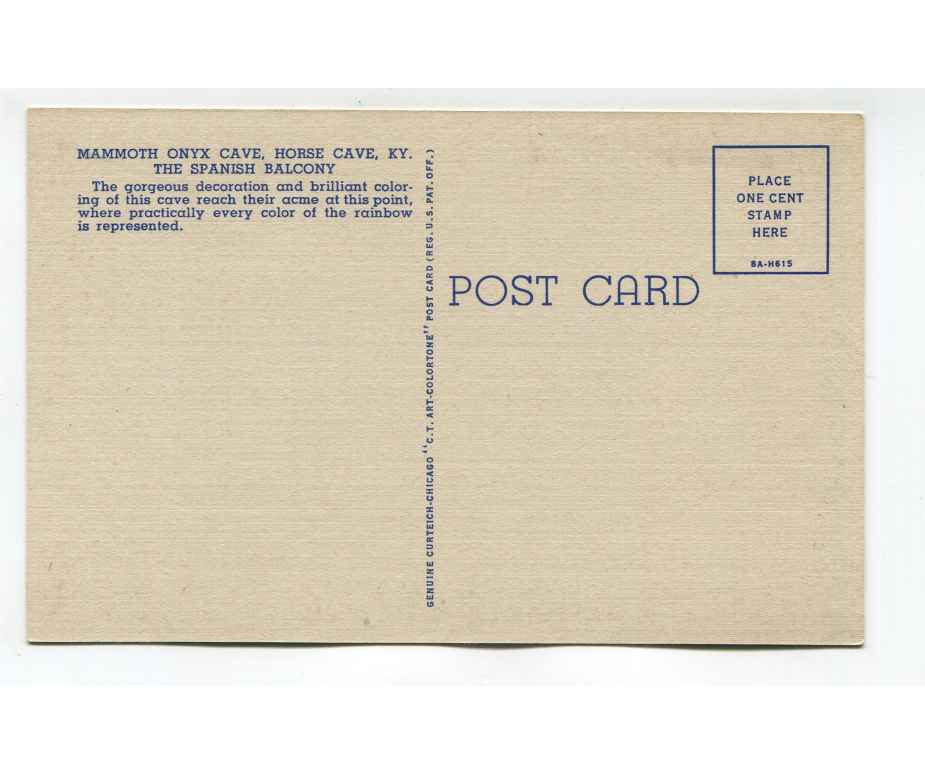 MAMMOTH ONYX CAVE, HORSE CAVE, KY.
THE SPANISH BALCONY
The gorgeous decoration and brilliant color-
ing of this cave reach their acme at this point,
where practically every color of the rainbow
is represented.
GENUINE CURTEICH-CHICAGO "C.T. ART-COLORTONE" POST CARD (REG. U.S. PAT. OFF.)
POST CARD
PLACE
ONE CENT
STAMP
HERE
8A-H615